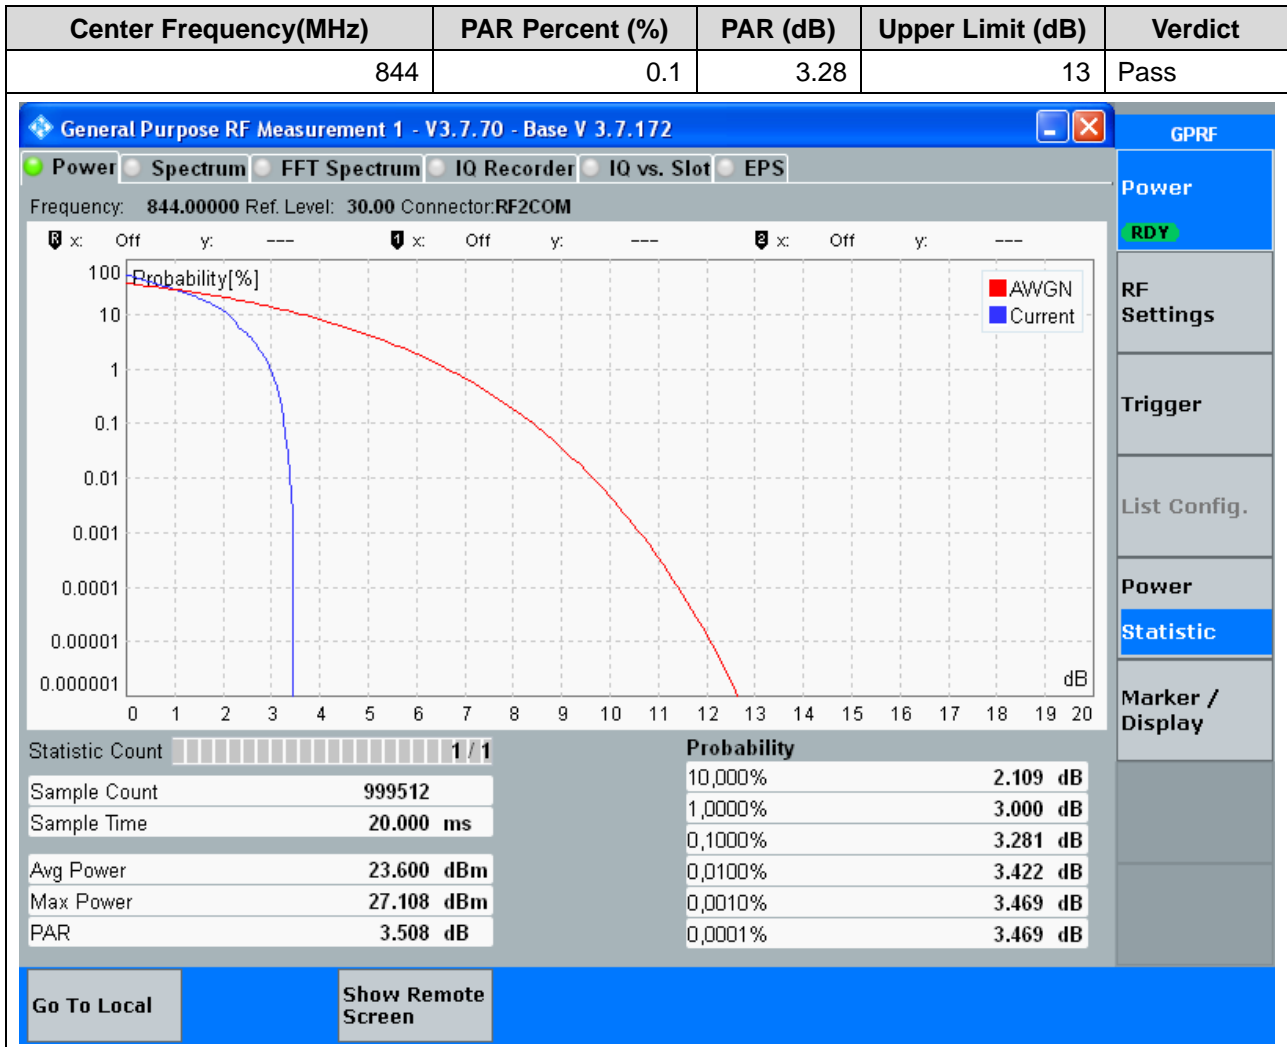 Center Frequency(MHz) PAR Percent (%) PAR (dB) Upper Limit (dB) Verdict
844 0.1 3.28 13 Pass
General Purpose RF Measurement 1 - V3.7.70 - Base V 3.7.172
GPRF
Power Spectrum FFT Spectrum IQ Recorder IQ vs. Slot EPS
Power
RDY
Frequency: 844.00000 Ref. Level: 30.00 Connector:RF2COM
R x: Off y: --- 1 x: Off y: --- 2 x: Off y: ---
Probability[%]
AWGN
Current
100
10
1
0.1
0.01
0.001
0.0001
0.00001
0.000001
dB
0 1 2 3 4 5 6 7 8 9 10 11 12 13 14 15 16 17 18 19 20
RF
Settings
Trigger
List Config.
Power
Statistic
Marker /
Display
Statistic Count 1 / 1
Sample Count 999512
Sample Time 20.000 ms
Avg Power 23.600 dBm
Max Power 27.108 dBm
PAR 3.508 dB
Probability
10,000% 2.109 dB
1,0000% 3.000 dB
0,1000% 3.281 dB
0,0100% 3.422 dB
0,0010% 3.469 dB
0,0001% 3.469 dB
Go To Local
Show Remote
Screen